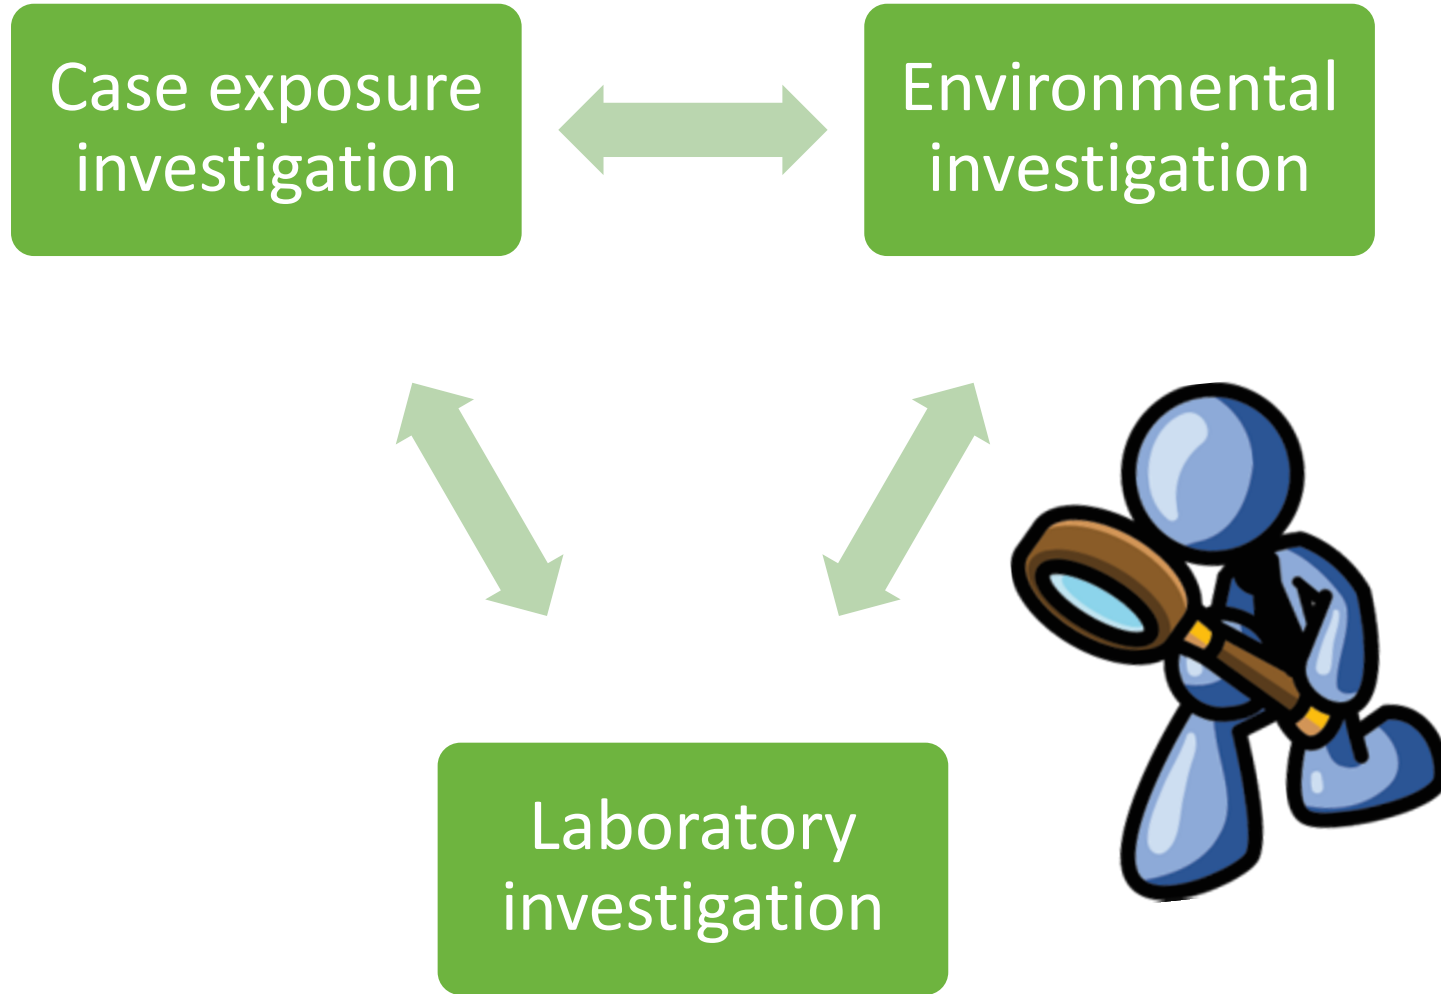 Case exposure
investigation
Environmental
investigation
Laboratory
investigation